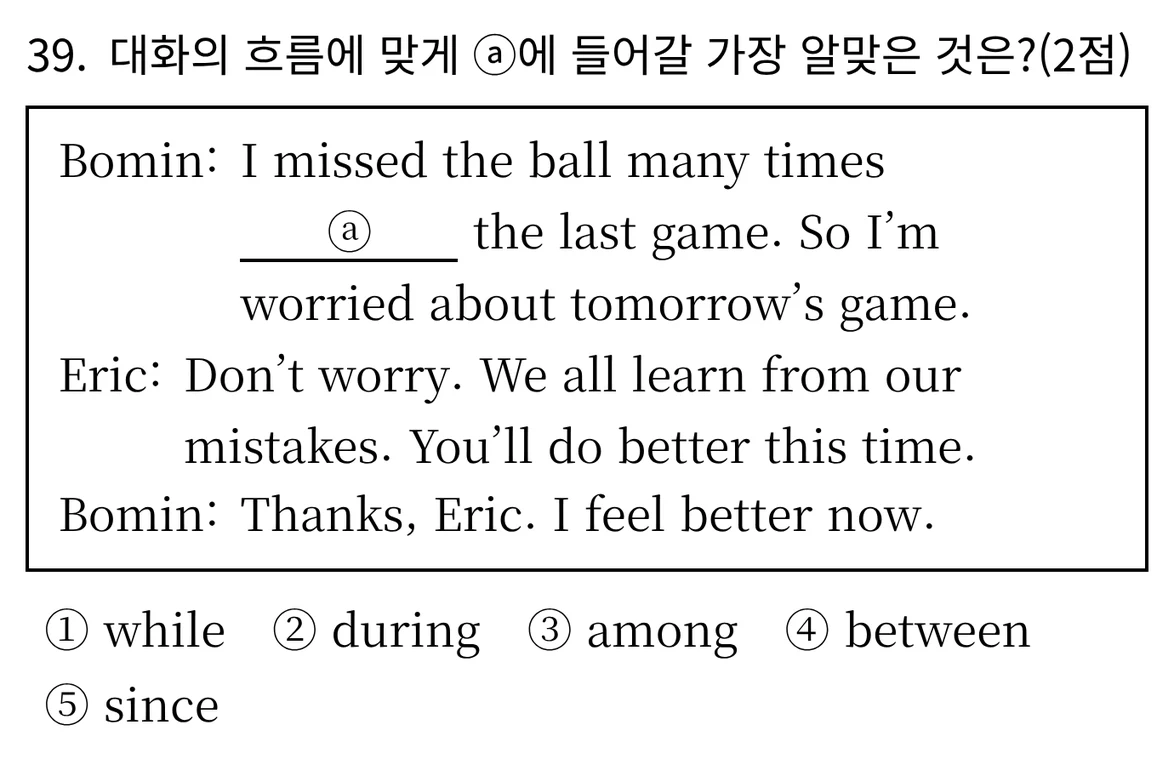 39. 대화의 흐름에 맞게 ⓐ에 들어갈 가장 알맞은 것은?(2점)
Bomin: I missed the ball many times
ⓐ the last game. So I’m
worried about tomorrow’s game.
Eric: Don’t worry. We all learn from our
mistakes. You’ll do better this time.
Bomin: Thanks, Eric. I feel better now.
① while ② during ③ among ④ between
⑤ since